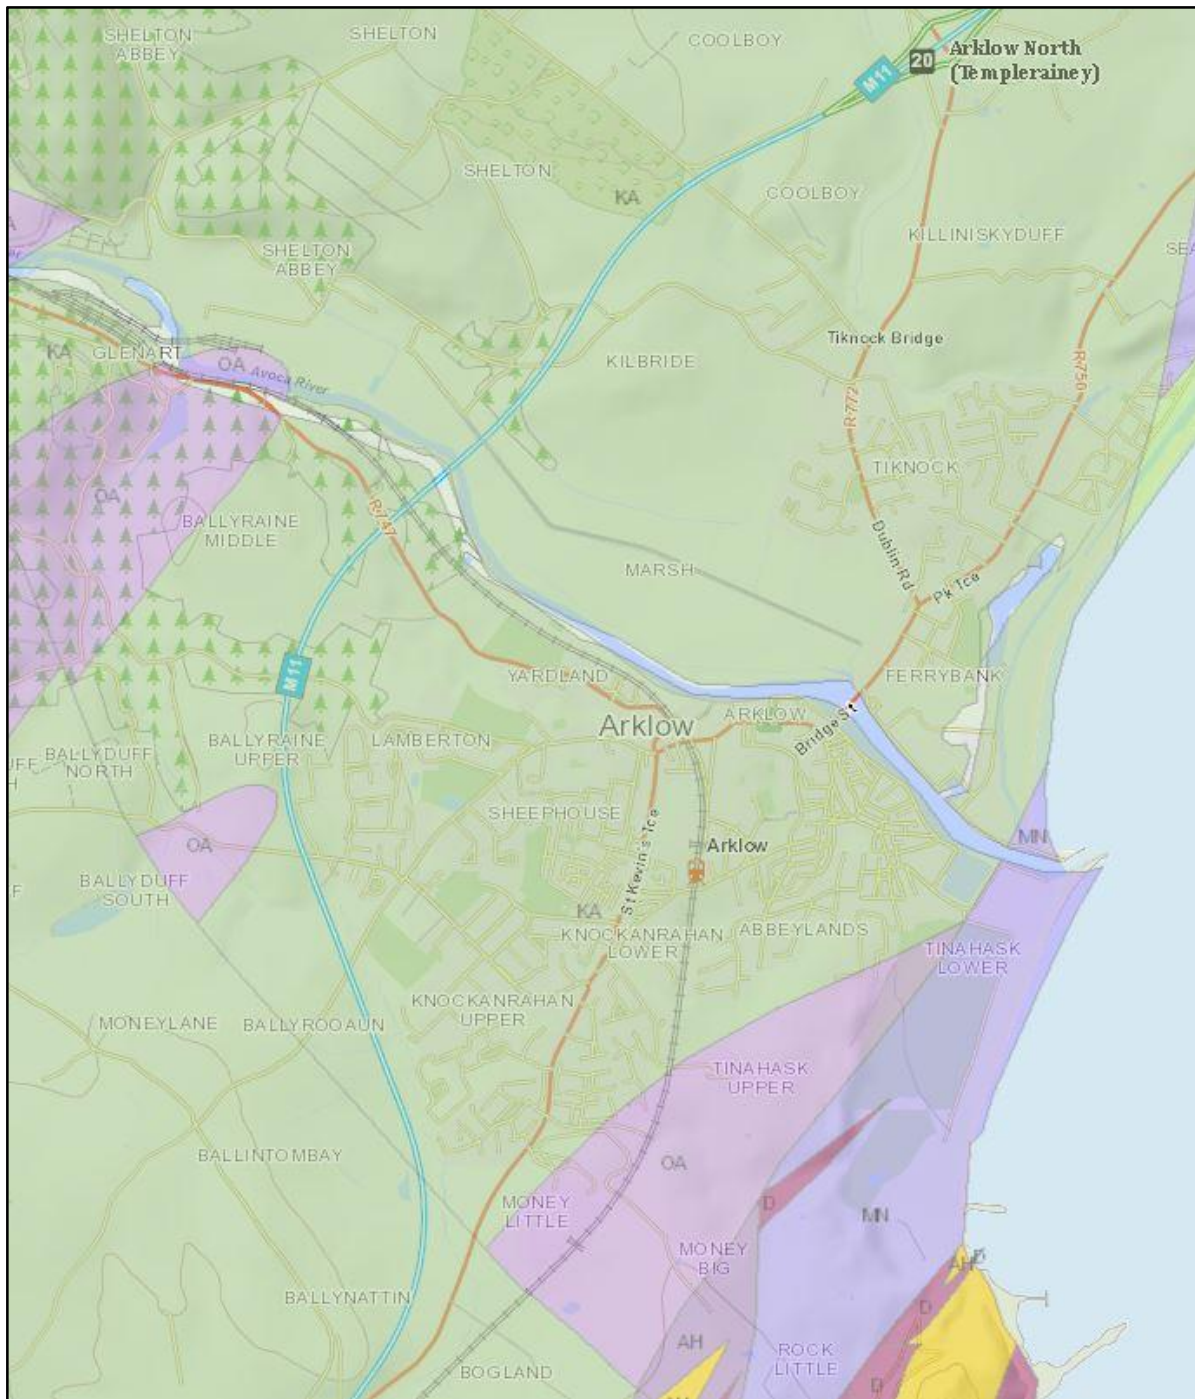 SHELTON
ABBEY
SHELTON
COOLBOY
20
Arklow North
(Templerainey)
M11
SHELTON
KA
COOLBOY
KILLINISKYDUFF
SHELTON
ABBEY
SEA
Tiknock Bridge
KA
GLENART
OA
Avoca River
KILBRIDE
R-750
R-772
TIKNOCK
OA
R-747
BALLYRAINE
MIDDLE
Dublin Rd
MARSH
Pk Tce
M11
YARDLAND
FERRYBANK
Arklow
ARKLOW
Bridge St
BALLYDUFF
NORTH
BALLYRAINE
UPPER
LAMBERTON
SHEEPHOUSE
OA
Arklow
MN
St Kevin's Tce
BALLYDUFF
SOUTH
KA
KNOCKANRAHAN
LOWER
ABBEYLANDS
TINAHASK
LOWER
KNOCKANRAHAN
UPPER
MONEYLANE
BALLYROOAUN
TINAHASK
UPPER
BALLINTOMBAY
OA
MONEY
LITTLE
D
MN
MONEY
BIG
AH
D
BALLYNATTIN
D
AH
ROCK
LITTLE
BOGLAND
D